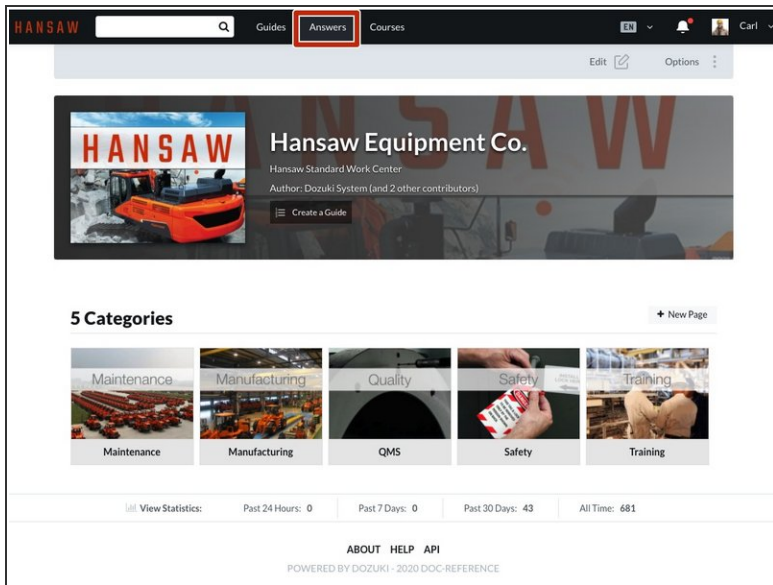 HANSAW
Guides
Answers
Courses
EN
Carl
Edit
Options
HANSAW
HANSAW
Hansaw Equipment Co.
Hansaw Standard Work Center
Author: Dozuki System (and 2 other contributors)
Create a Guide
5 Categories
+ New Page
Maintenance
Manufacturing
Quality
Safety
Training
Maintenance
Manufacturing
QMS
Safety
Training
View Statistics:
Past 24 Hours: 0
Past 7 Days: 0
Past 30 Days: 43
All Time: 681
ABOUT HELP API
POWERED BY DOZUKI - 2020 DOC-REFERENCE